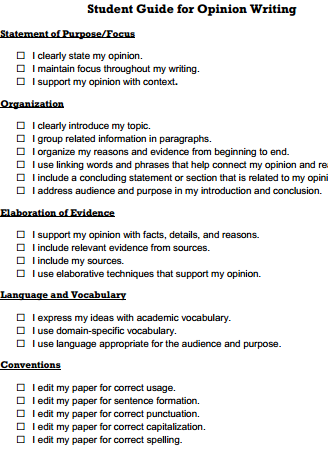 Student Guide for Opinion Writing
Statement of Purpose/Focus
☐ I clearly state my opinion.
☐ I maintain focus throughout my writing.
☐ I support my opinion with context.
Organization
☐ I clearly introduce my topic.
☐ I group related information in paragraphs.
☐ I organize my reasons and evidence from beginning to end.
☐ I use linking words and phrases that help connect my opinion and re
☐ I include a concluding statement or section that is related to my opini
☐ I address audience and purpose in my introduction and conclusion.
Elaboration of Evidence
☐ I support my opinion with facts, details, and reasons.
☐ I include relevant evidence from sources.
☐ I include my sources.
☐ I use elaborative techniques that support my opinion.
Language and Vocabulary
☐ I express my ideas with academic vocabulary.
☐ I use domain-specific vocabulary.
☐ I use language appropriate for the audience and purpose.
Conventions
☐ I edit my paper for correct usage.
☐ I edit my paper for sentence formation.
☐ I edit my paper for correct punctuation.
☐ I edit my paper for correct capitalization.
☐ I edit my paper for correct spelling.